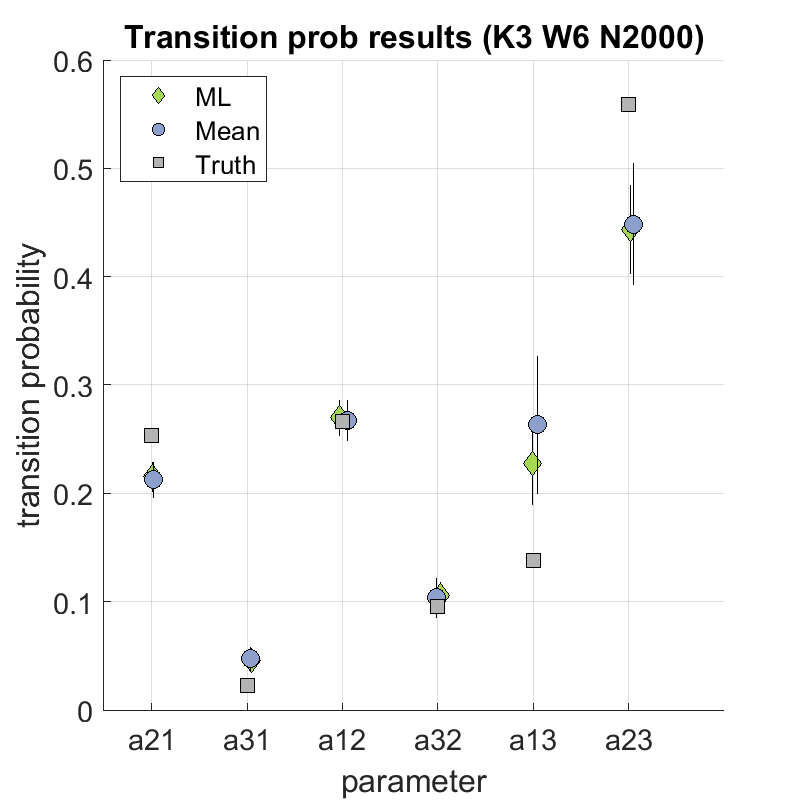 Transition prob results (K3 W6 N2000)
ML
Mean
Truth
0.6
0.5
0.4
0.3
0.2
0.1
0
transition probability
a21 a31 a12 a32 a13 a23
parameter